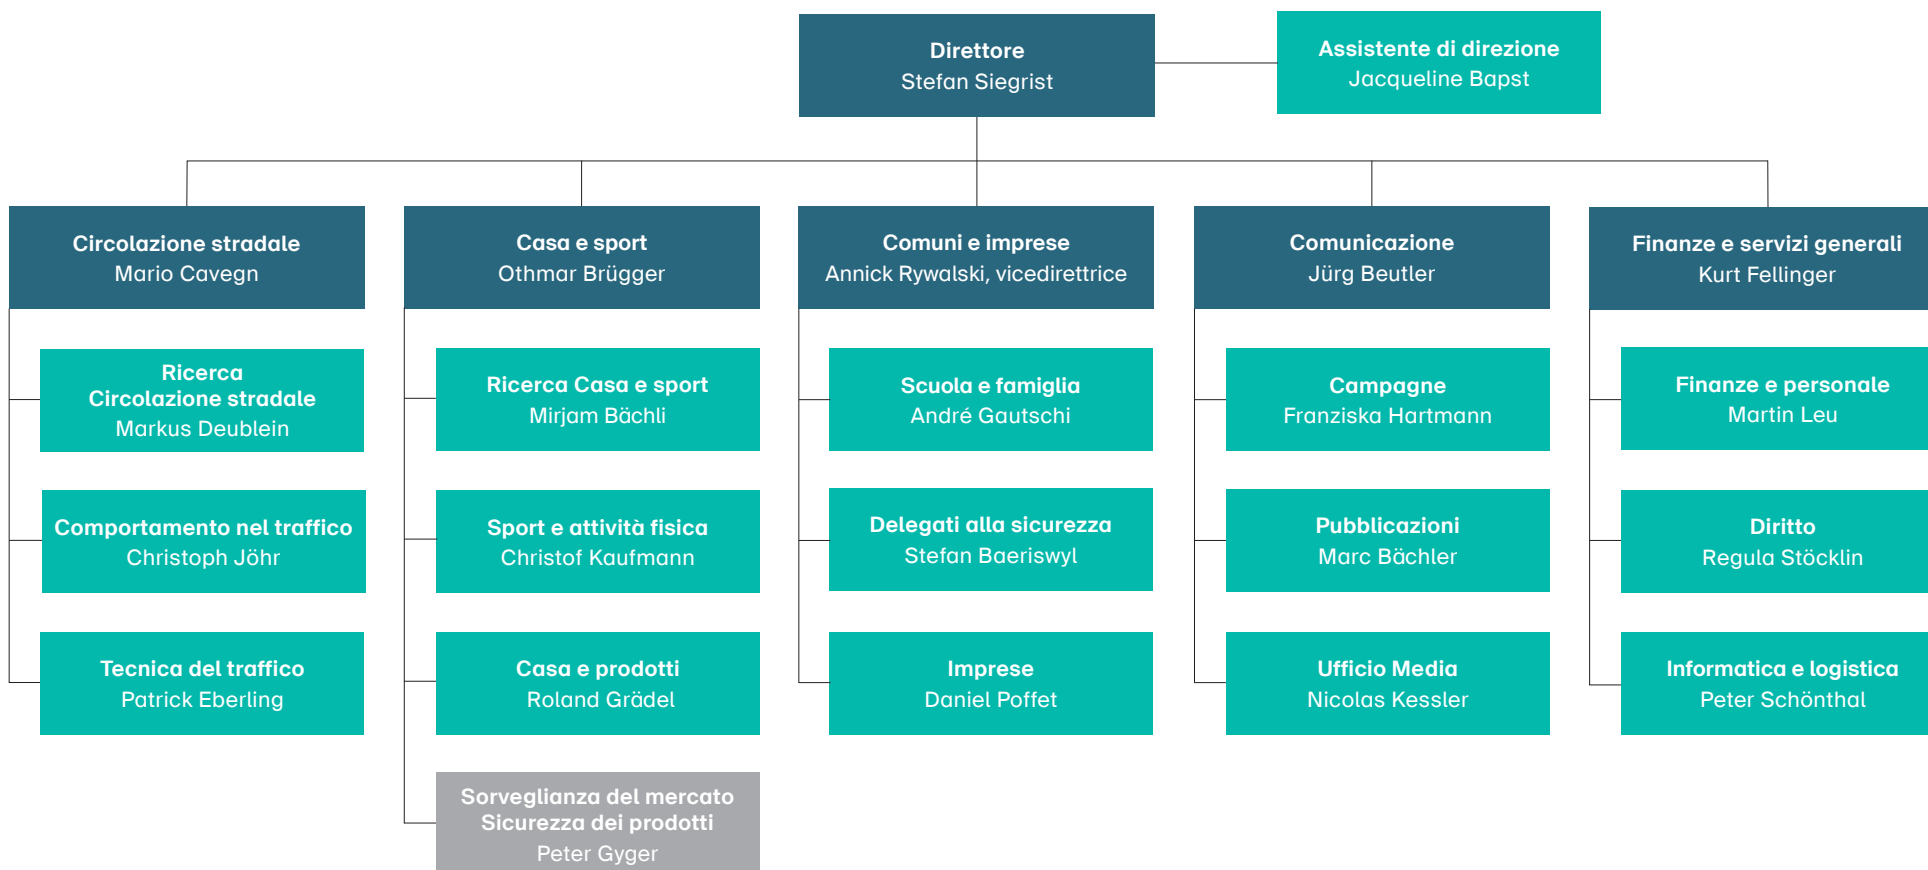 Direttore
Stefan Siegrist
Assistente di direzione
Jacqueline Bapst
Circolazione stradale
Mario Cavegn
Casa e sport
Othmar Brügger
Comuni e imprese
Annick Rywalski, vicedirettrice
Comunicazione
Jürg Beutler
Finanze e servizi generali
Kurt Fellinger
Ricerca
Circolazione stradale
Markus Deublein
Ricerca Casa e sport
Mirjam Bächli
Scuola e famiglia
André Gautschi
Campagne
Franziska Hartmann
Finanze e personale
Martin Leu
Comportamento nel traffico
Christoph Jöhr
Sport e attività fisica
Christof Kaufmann
Delegati alla sicurezza
Stefan Baeriswyl
Pubblicazioni
Marc Bächler
Diritto
Regula Stöcklin
Tecnica del traffico
Patrick Eberling
Casa e prodotti
Roland Grädel
Imprese
Daniel Poffet
Ufficio Media
Nicolas Kessler
Informatica e logistica
Peter Schönthal
Sorveglianza del mercato
Sicurezza dei prodotti
Peter Gyger